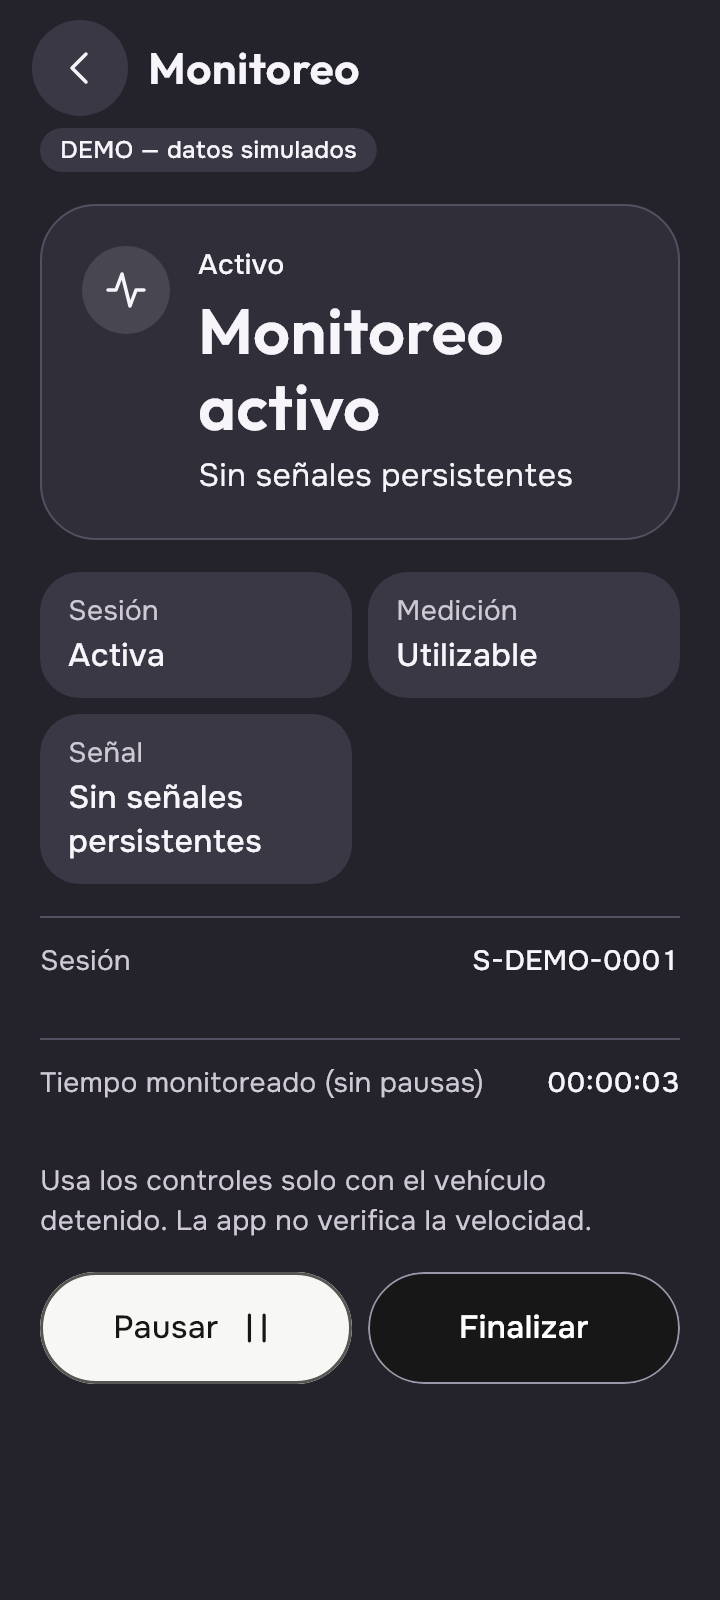 Monitoreo
DEMO — datos simulados
Activo
Monitoreo
activo
Sin señales persistentes
Sesión
Activa
Medición
Utilizable
Señal
Sin señales
persistentes
Sesión S-DEMO-0001
Tiempo monitoreado (sin pausas) 00:00:03
Usa los controles solo con el vehículo
detenido. La app no verifica la velocidad.
Pausar
Finalizar